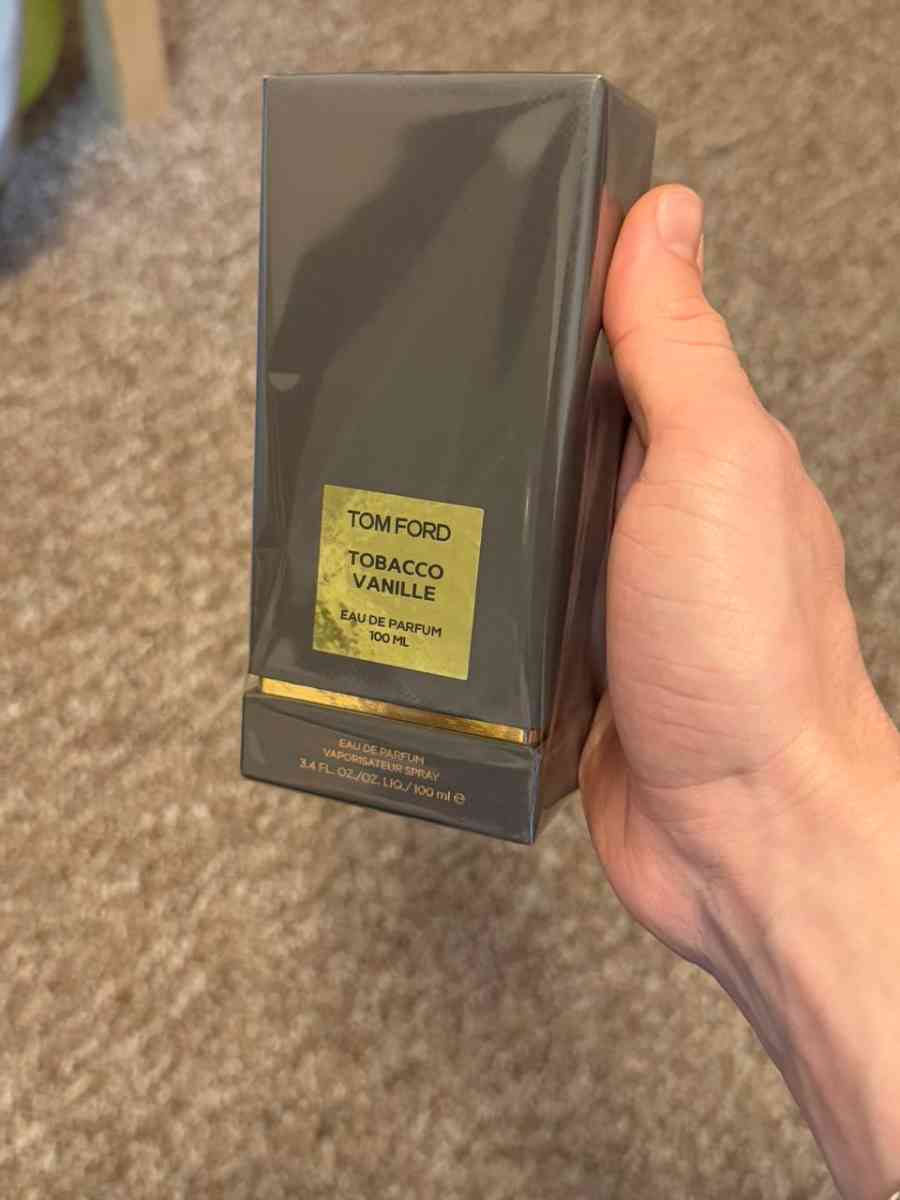 TOM FORD
TOBACCO
VANILLE
EAU DE PARFUM
100 ML
EAU DE PARFUM
VAPORISATEUR SPRAY
3.4 FL. OZ./OZ. LIQ./100 ml ℮